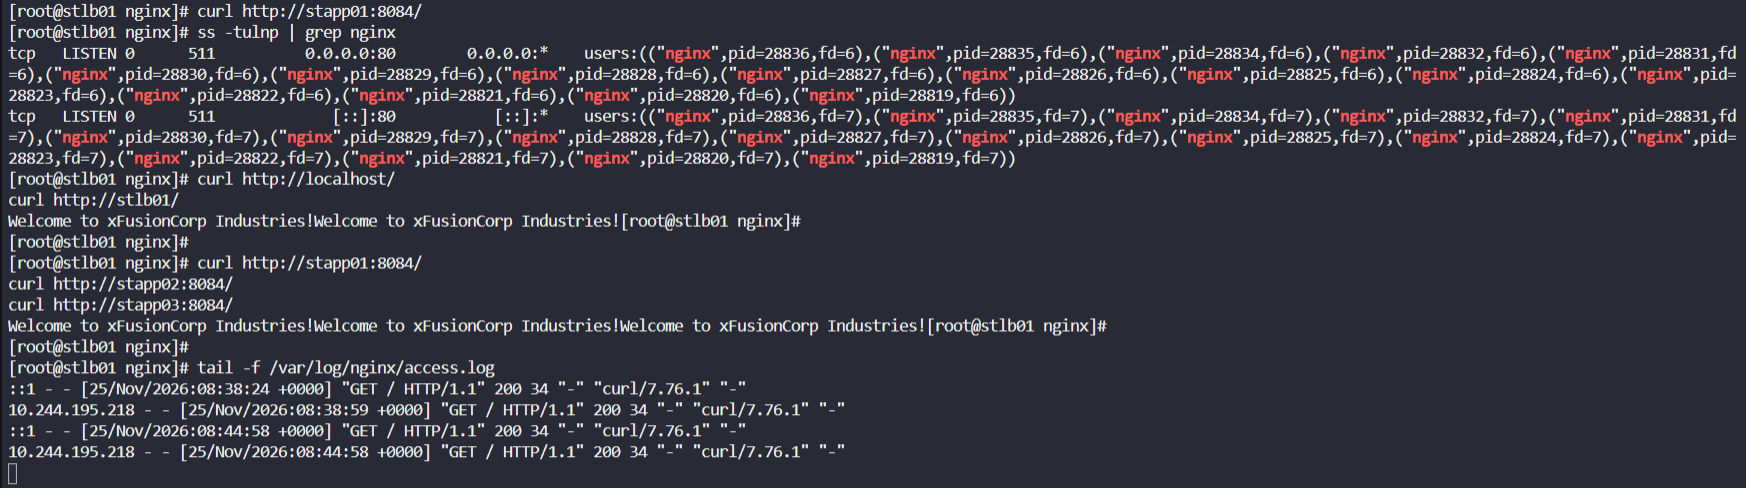 [root@stlb01 nginx]# curl http://stapp01:8084/
[root@stlb01 nginx]# ss -tulnp | grep nginx
tcp   LISTEN 0      511          0.0.0.0:80        0.0.0.0:*    users:(("nginx",pid=28836,fd=6),("nginx",pid=28835,fd=6),("nginx",pid=28834,fd=6),("nginx",pid=28832,fd=6),("nginx",pid=28831,fd
=6),("nginx",pid=28830,fd=6),("nginx",pid=28829,fd=6),("nginx",pid=28828,fd=6),("nginx",pid=28827,fd=6),("nginx",pid=28826,fd=6),("nginx",pid=28825,fd=6),("nginx",pid=28824,fd=6),("nginx",pid=
28823,fd=6),("nginx",pid=28822,fd=6),("nginx",pid=28821,fd=6),("nginx",pid=28820,fd=6),("nginx",pid=28819,fd=6))
tcp   LISTEN 0      511             [::]:80           [::]:*    users:(("nginx",pid=28836,fd=7),("nginx",pid=28835,fd=7),("nginx",pid=28834,fd=7),("nginx",pid=28832,fd=7),("nginx",pid=28831,fd
=7),("nginx",pid=28830,fd=7),("nginx",pid=28829,fd=7),("nginx",pid=28828,fd=7),("nginx",pid=28827,fd=7),("nginx",pid=28826,fd=7),("nginx",pid=28825,fd=7),("nginx",pid=28824,fd=7),("nginx",pid=
28823,fd=7),("nginx",pid=28822,fd=7),("nginx",pid=28821,fd=7),("nginx",pid=28820,fd=7),("nginx",pid=28819,fd=7))
[root@stlb01 nginx]# curl http://localhost/
curl http://stlb01/
Welcome to xFusionCorp Industries!Welcome to xFusionCorp Industries![root@stlb01 nginx]#
[root@stlb01 nginx]#
[root@stlb01 nginx]# curl http://stapp01:8084/
curl http://stapp02:8084/
curl http://stapp03:8084/
Welcome to xFusionCorp Industries!Welcome to xFusionCorp Industries!Welcome to xFusionCorp Industries![root@stlb01 nginx]#
[root@stlb01 nginx]#
[root@stlb01 nginx]# tail -f /var/log/nginx/access.log
::1 - - [25/Nov/2026:08:38:24 +0000] "GET / HTTP/1.1" 200 34 "-" "curl/7.76.1" "-"
10.244.195.218 - - [25/Nov/2026:08:38:59 +0000] "GET / HTTP/1.1" 200 34 "-" "curl/7.76.1" "-"
::1 - - [25/Nov/2026:08:44:58 +0000] "GET / HTTP/1.1" 200 34 "-" "curl/7.76.1" "-"
10.244.195.218 - - [25/Nov/2026:08:44:58 +0000] "GET / HTTP/1.1" 200 34 "-" "curl/7.76.1" "-"